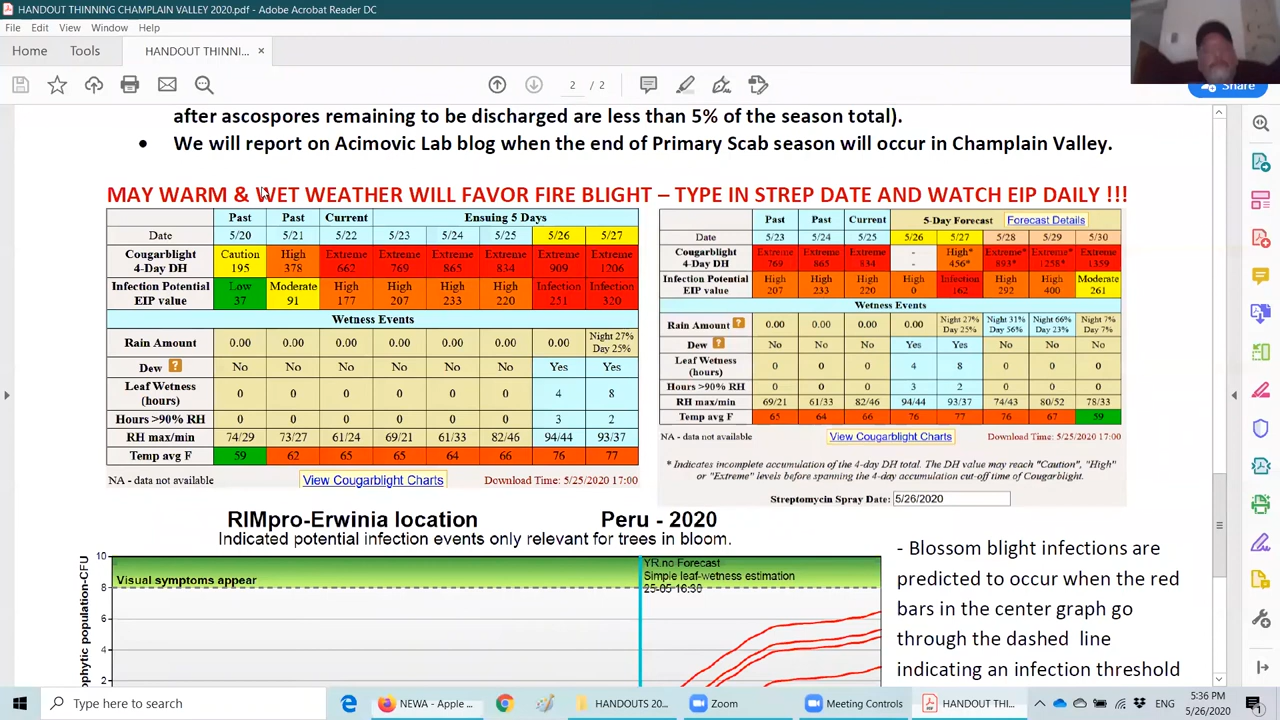 HANDOUT THINNING CHAMPLAIN VALLEY 2020.pdf - Adobe Acrobat Reader DC
File Edit View Window Help
Home Tools HANDOUT THINNI... ×
2 / 2
Share
after ascospores remaining to be discharged are less than 5% of the season total).
• We will report on Acimovic Lab blog when the end of Primary Scab season will occur in Champlain Valley.
MAY WARM & WET WEATHER WILL FAVOR FIRE BLIGHT – TYPE IN STREP DATE AND WATCH EIP DAILY !!!
Past Past Current Ensuing 5 Days
Date 5/20 5/21 5/22 5/23 5/24 5/25 5/26 5/27
Cougarblight 4-Day DH Caution 195 High 378 Extreme 662 Extreme 769 Extreme 865 Extreme 834 Extreme 909 Extreme 1206
Infection Potential EIP value Low 37 Moderate 91 High 177 High 207 High 233 High 220 Infection 251 Infection 320
Wetness Events
Rain Amount 0.00 0.00 0.00 0.00 0.00 0.00 0.00 Night 27% Day 25%
Dew ? No No No No No No Yes Yes
Leaf Wetness (hours) 0 0 0 0 0 0 4 8
Hours >90% RH 0 0 0 0 0 0 3 2
RH max/min 74/29 73/27 61/24 69/21 61/33 82/46 94/44 93/37
Temp avg F 59 62 65 65 64 66 76 77
NA - data not available View Cougarblight Charts Download Time: 5/25/2020 17:00
Past Past Current 5-Day Forecast Forecast Details
Date 5/23 5/24 5/25 5/26 5/27 5/28 5/29 5/30
Cougarblight 4-Day DH Extreme 769 Extreme 865 Extreme 834 - - High* 456* Extreme* 893* Extreme* 1258* Extreme 1359
Infection Potential EIP value High 207 High 233 High 220 High 0 Infection 162 High 292 High 400 Moderate 261
Wetness Events
Rain Amount ? 0.00 0.00 0.00 0.00 Night 27% Day 25% Night 31% Day 56% Night 66% Day 23% Night 7% Day 7%
Dew ? No No No Yes Yes No No No
Leaf Wetness (hours) 0 0 0 4 8 0 0 0
Hours >90% RH 0 0 0 3 2 0 0 0
RH max/min 69/21 61/33 82/46 94/44 93/37 74/43 80/52 78/33
Temp avg F 65 64 66 76 77 76 67 59
NA - data not available View Cougarblight Charts Download Time: 5/25/2020 17:00
* Indicates incomplete accumulation of the 4-day DH total. The DH value may reach "Caution", "High"
or "Extreme" levels before spanning the 4-day accumulation cut-off time of Cougarblight.
Streptomycin Spray Date: 5/26/2020
RIMpro-Erwinia location Peru - 2020
Indicated potential infection events only relevant for trees in bloom.
phytic population-CFU
10
8
6
4
2
Visual symptoms appear
YR.no Forecast
Simple leaf-wetness estimation
25-05 16:30
- Blossom blight infections are
predicted to occur when the red
bars in the center graph go
through the dashed line
indicating an infection threshold
Type here to search
NEWA - Apple ... HANDOUTS 20... Zoom Meeting Controls HANDOUT THI...
ENG
5:36 PM
5/26/2020